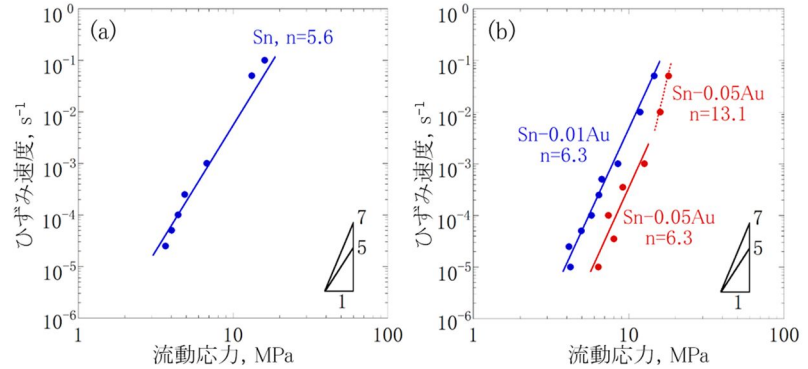 (a)
Sn, n=5.6
10⁰
10⁻¹
10⁻²
10⁻³
10⁻⁴
10⁻⁵
10⁻⁶
ひずみ速度, s⁻¹
7
5
1
1
10
100
流動応力, MPa
(b)
Sn-0.05Au
n=13.1
Sn-0.01Au
n=6.3
Sn-0.05Au
n=6.3
10⁰
10⁻¹
10⁻²
10⁻³
10⁻⁴
10⁻⁵
10⁻⁶
ひずみ速度, s⁻¹
7
5
1
1
10
100
流動応力, MPa